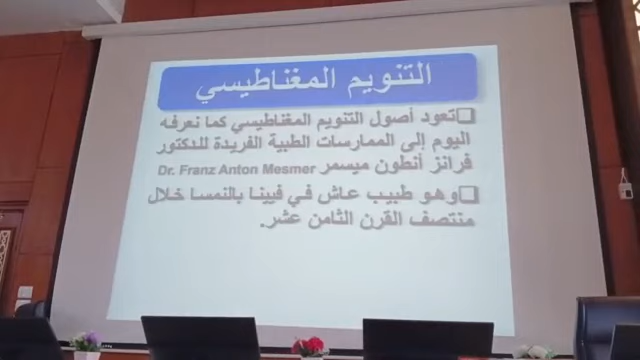 التنويم المغناطيسي
❑تعود أصول التنويم المغناطيسي كما نعرفه
اليوم إلى الممارسات الطبية الفريدة للدكتور
فرانز أنطون ميسمر Dr. Franz Anton Mesmer
❑وهو طبيب عاش في فيينا بالنمسا خلال
منتصف القرن الثامن عشر.